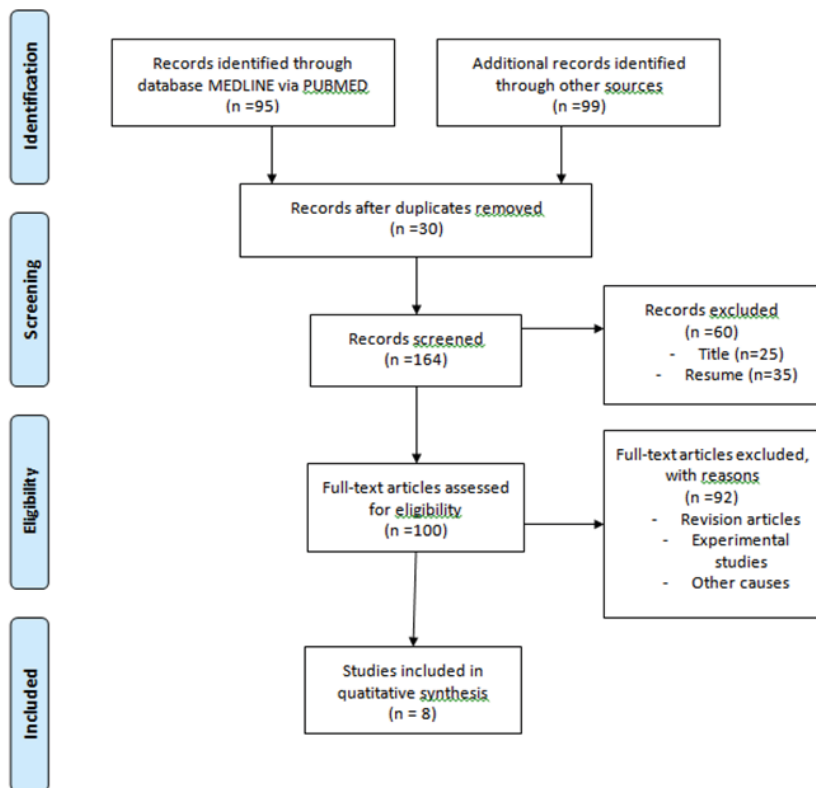 Identification
Records identified through
database MEDLINE via PUBMED
(n =95)
Additional records identified
through other sources
(n =99)
Records after duplicates removed
(n =30)
Screening
Records screened
(n =164)
Records excluded
(n =60)
- Title (n=25)
- Resume (n=35)
Eligibility
Full-text articles assessed
for eligibility
(n =100)
Full-text articles excluded,
with reasons
(n =92)
- Revision articles
- Experimental
studies
- Other causes
Included
Studies included in
quatitative synthesis
(n = 8)